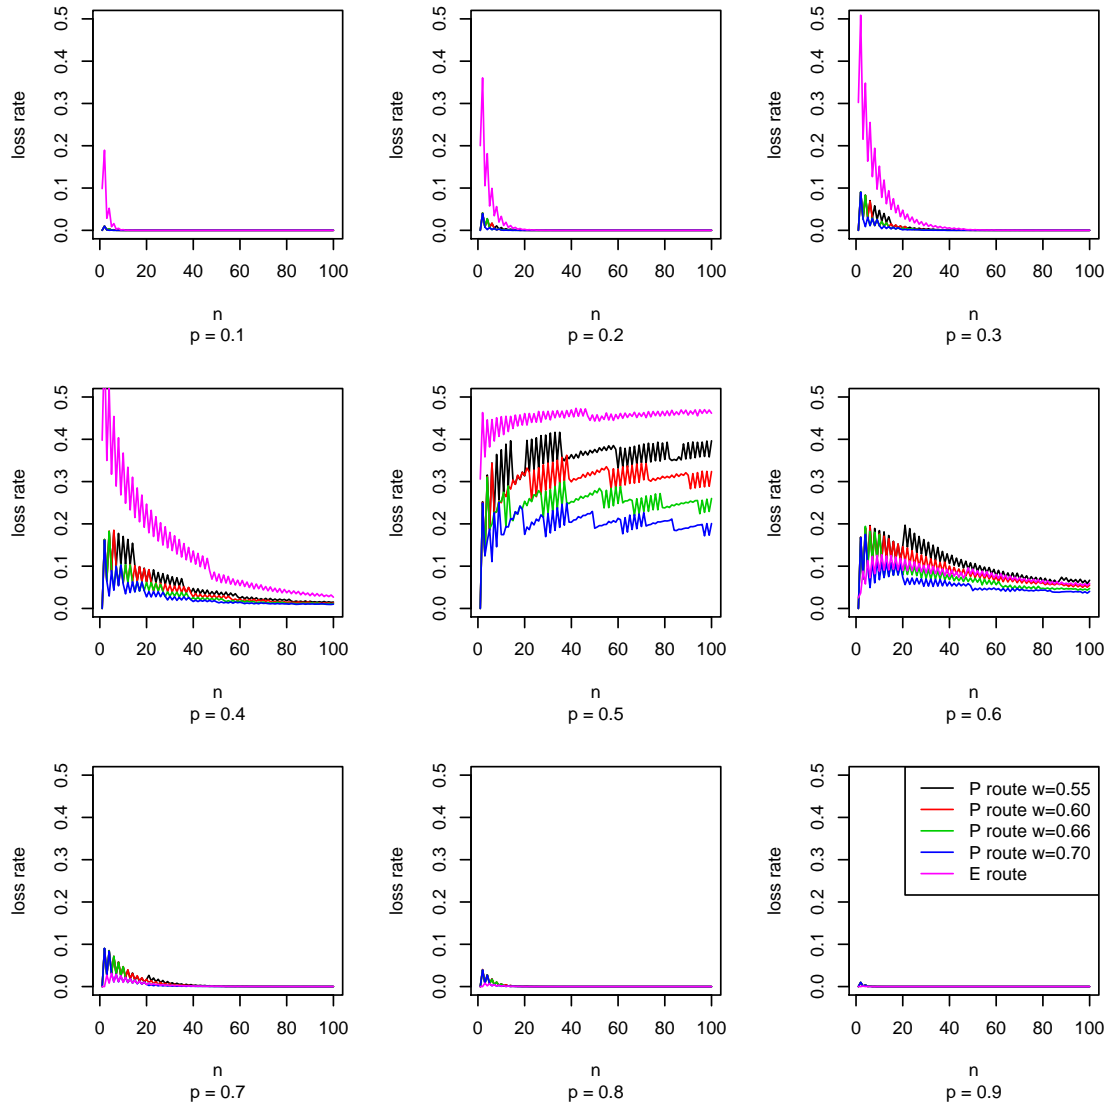 0.0 0.1 0.2 0.3 0.4 0.5
loss rate
0 20 40 60 80 100
n
p = 0.1
0.0 0.1 0.2 0.3 0.4 0.5
loss rate
0 20 40 60 80 100
n
p = 0.2
0.0 0.1 0.2 0.3 0.4 0.5
loss rate
0 20 40 60 80 100
n
p = 0.3
0.0 0.1 0.2 0.3 0.4 0.5
loss rate
0 20 40 60 80 100
n
p = 0.4
0.0 0.1 0.2 0.3 0.4 0.5
loss rate
0 20 40 60 80 100
n
p = 0.5
0.0 0.1 0.2 0.3 0.4 0.5
loss rate
0 20 40 60 80 100
n
p = 0.6
0.0 0.1 0.2 0.3 0.4 0.5
loss rate
0 20 40 60 80 100
n
p = 0.7
0.0 0.1 0.2 0.3 0.4 0.5
loss rate
0 20 40 60 80 100
n
p = 0.8
0.0 0.1 0.2 0.3 0.4 0.5
loss rate
P route w=0.55
P route w=0.60
P route w=0.66
P route w=0.70
E route
0 20 40 60 80 100
n
p = 0.9